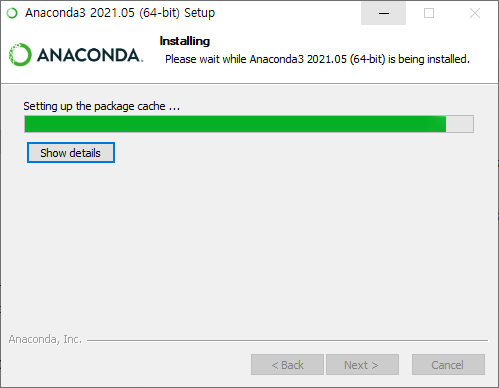 Anaconda3 2021.05 (64-bit) Setup
ANACONDA.
Installing
Please wait while Anaconda3 2021.05 (64-bit) is being installed.
Setting up the package cache ...
Show details
Anaconda, Inc.
< Back
Next >
Cancel